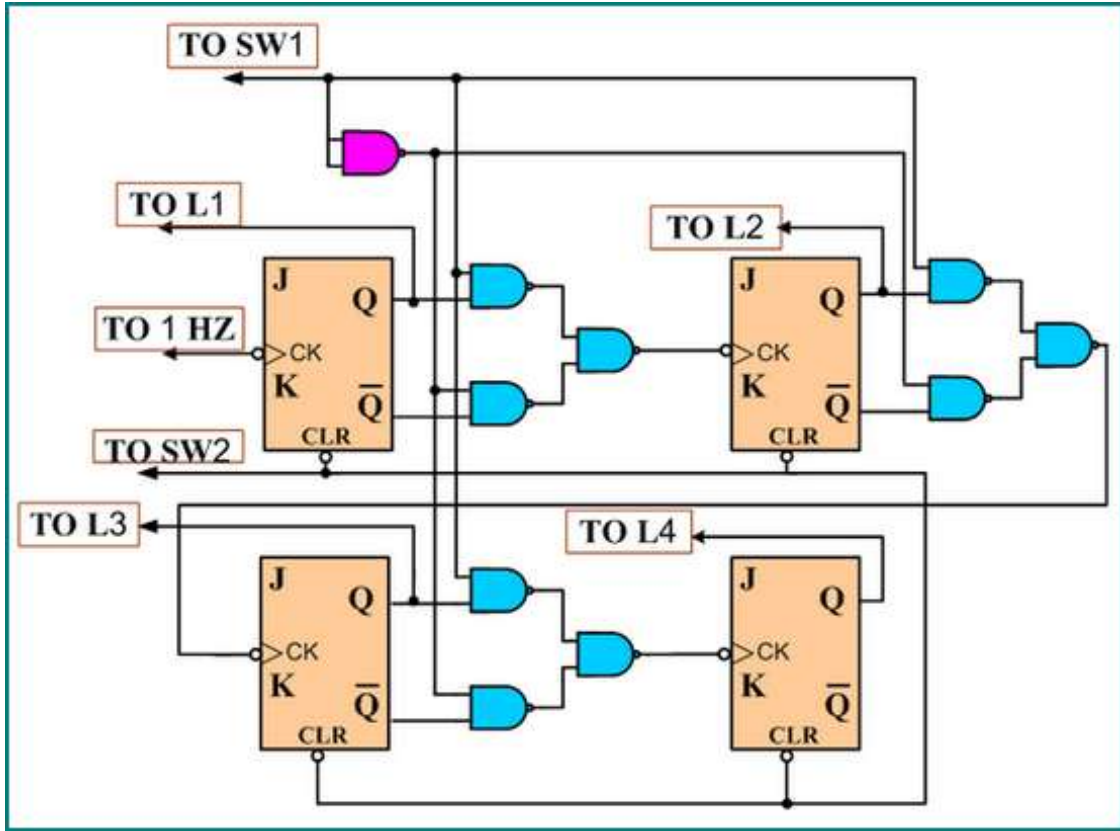 TO SW1
TO L1
TO L2
J
Q
J
Q
TO 1 HZ
CK
CK
K
Q̅
K
Q̅
CLR
CLR
TO SW2
TO L3
TO L4
J
Q
J
Q
CK
CK
K
Q̅
K
Q̅
CLR
CLR